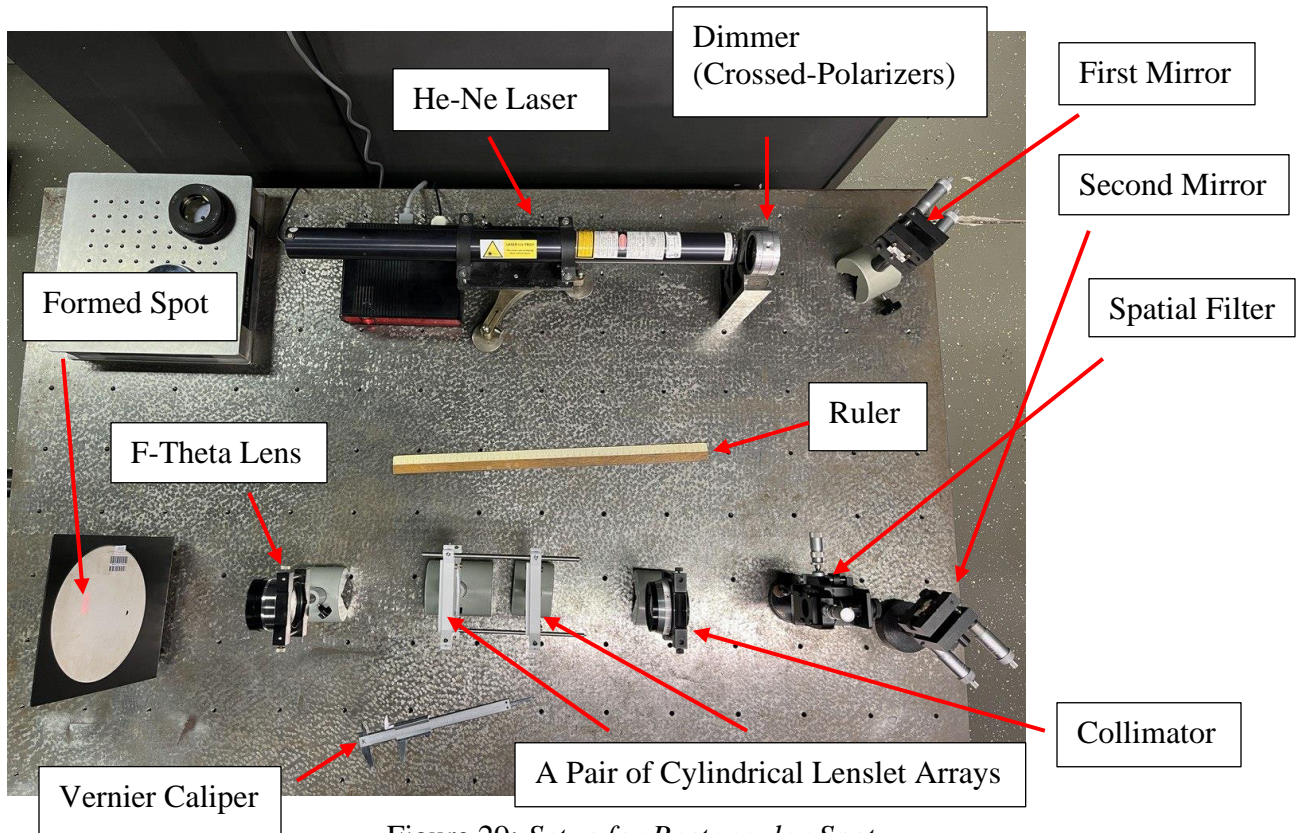 Dimmer
(Crossed-Polarizers)
First Mirror
He-Ne Laser
Second Mirror
Formed Spot
Spatial Filter
Ruler
F-Theta Lens
Collimator
A Pair of Cylindrical Lenslet Arrays
Vernier Caliper